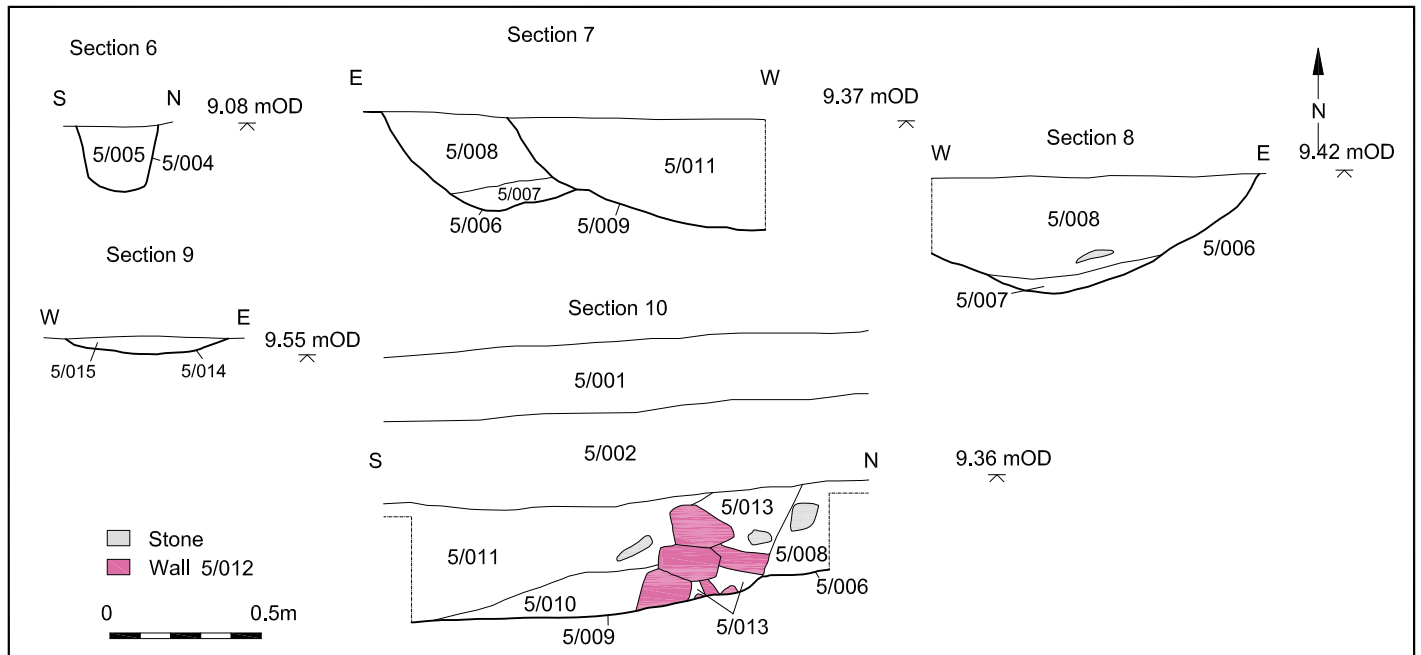 Section 6
S N
9.08 mOD
5/005
5/004
Section 7
E W
9.37 mOD
5/008
5/007
5/006
5/011
5/009
N
Section 8
W E
9.42 mOD
5/008
5/006
5/007
Section 9
W E
9.55 mOD
5/015
5/014
Section 10
5/001
5/002
S N
9.36 mOD
5/013
5/011
5/008
5/010
5/006
5/009
5/013
Stone
Wall 5/012
0 0.5m